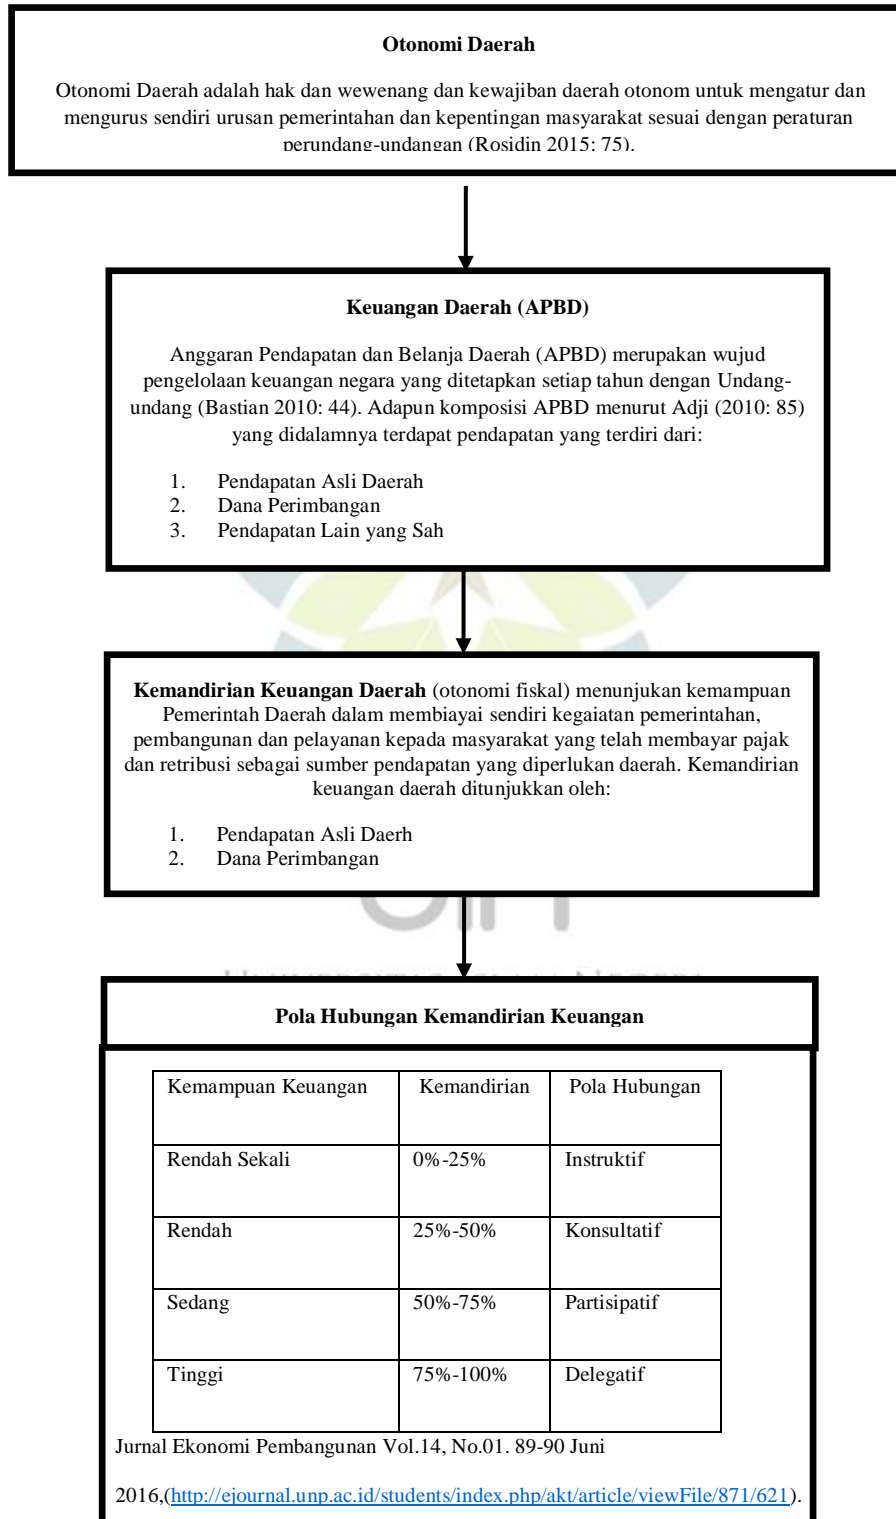 Otonomi Daerah
Otonomi Daerah adalah hak dan wewenang dan kewajiban daerah otonom untuk mengatur dan
mengurus sendiri urusan pemerintahan dan kepentingan masyarakat sesuai dengan peraturan
perundang-undangan (Rosidin 2015: 75).
Keuangan Daerah (APBD)
Anggaran Pendapatan dan Belanja Daerah (APBD) merupakan wujud
pengelolaan keuangan negara yang ditetapkan setiap tahun dengan Undang-
undang (Bastian 2010: 44). Adapun komposisi APBD menurut Adji (2010: 85)
yang didalamnya terdapat pendapatan yang terdiri dari:
1. Pendapatan Asli Daerah
2. Dana Perimbangan
3. Pendapatan Lain yang Sah
Kemandirian Keuangan Daerah (otonomi fiskal) menunjukan kemampuan
Pemerintah Daerah dalam membiayai sendiri kegaiatan pemerintahan,
pembangunan dan pelayanan kepada masyarakat yang telah membayar pajak
dan retribusi sebagai sumber pendapatan yang diperlukan daerah. Kemandirian
keuangan daerah ditunjukkan oleh:
1. Pendapatan Asli Daerh
2. Dana Perimbangan
Pola Hubungan Kemandirian Keuangan
Kemampuan Keuangan Kemandirian Pola Hubungan
Rendah Sekali 0%-25% Instruktif
Rendah 25%-50% Konsultatif
Sedang 50%-75% Partisipatif
Tinggi 75%-100% Delegatif
Jurnal Ekonomi Pembangunan Vol.14, No.01. 89-90 Juni
2016,(http://ejournal.unp.ac.id/students/index.php/akt/article/viewFile/871/621).